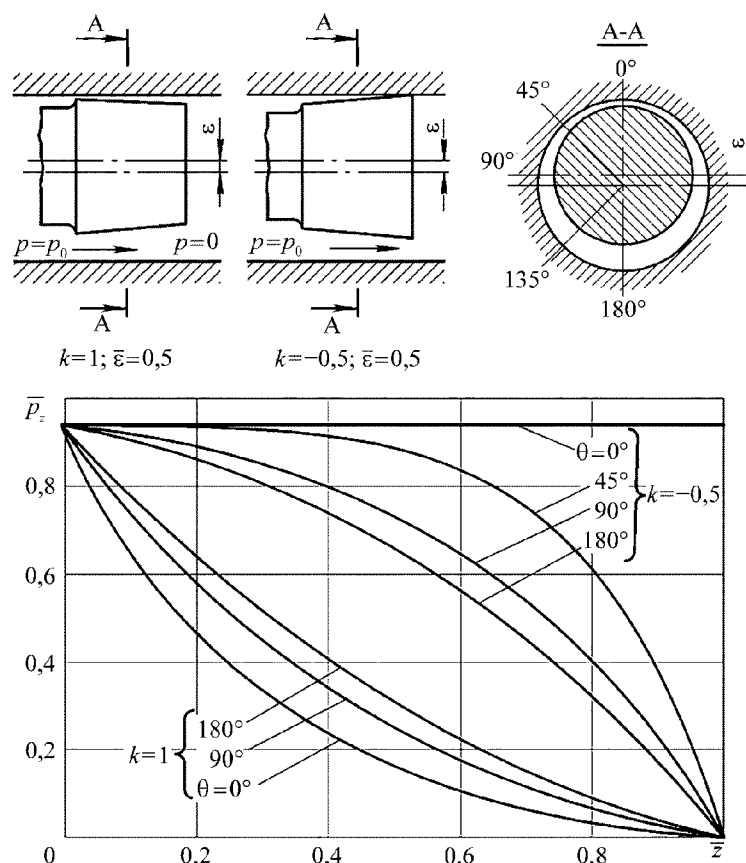 A A A-A
0°
45°
ε ε 90° ε
p=p₀ p=0 p=p₀
135°
A A 180°
k=1; ε̅=0,5 k=−0,5; ε̅=0,5
p̅z
θ=0°
0,8 45° k=−0,5
90°
180°
0,6
0,4
180°
0,2 k=1 90°
θ=0°
0 0,2 0,4 0,6 0,8 z̅